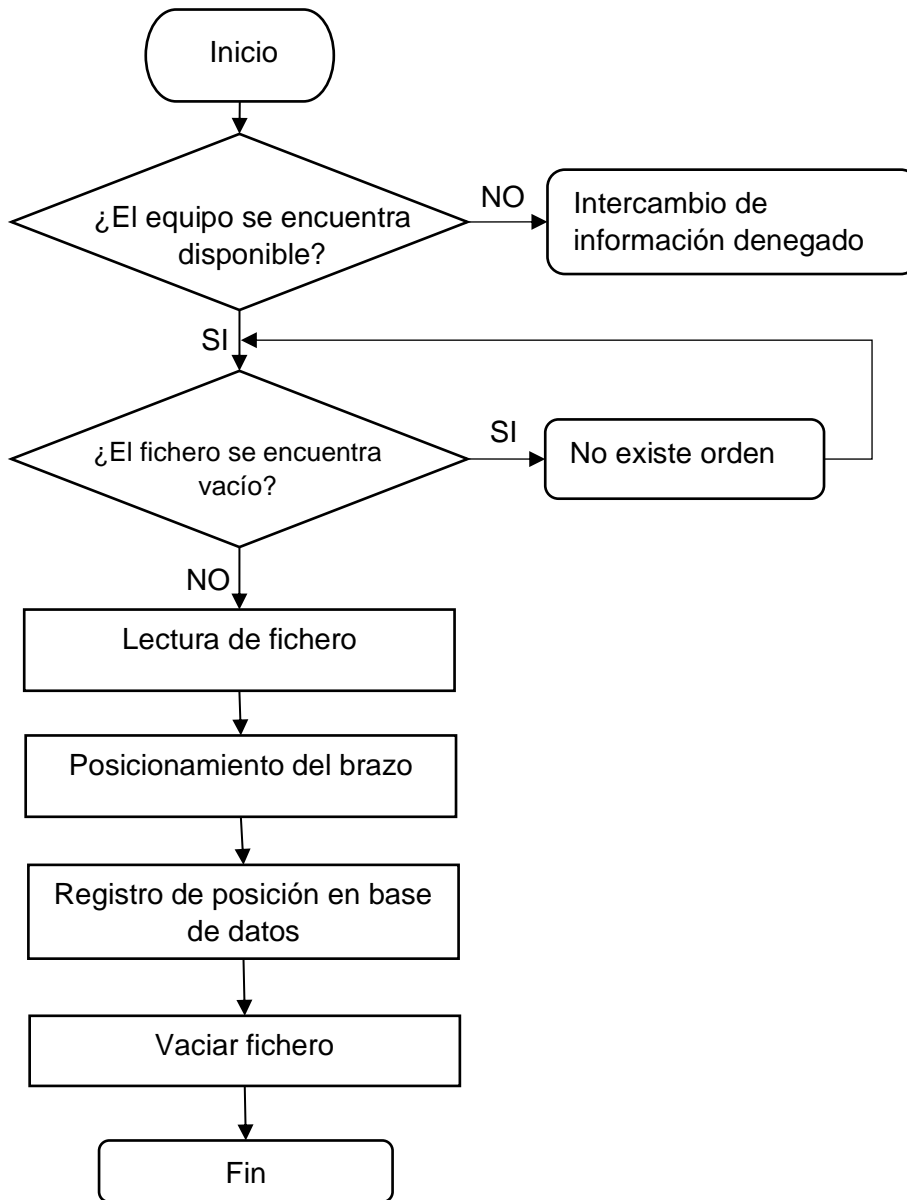 Inicio
¿El equipo se encuentra
disponible?
NO
Intercambio de
información denegado
SI
¿El fichero se encuentra
vacío?
SI
No existe orden
NO
Lectura de fichero
Posicionamiento del brazo
Registro de posición en base
de datos
Vaciar fichero
Fin